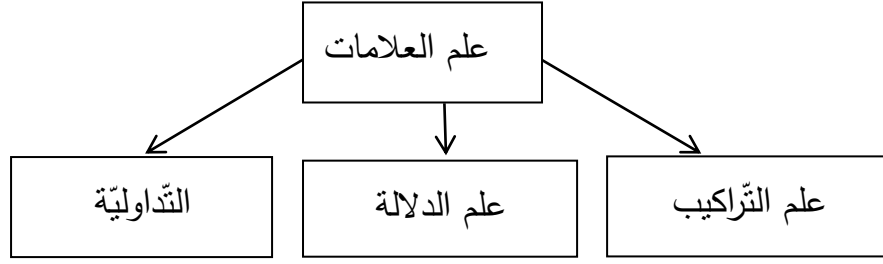 علم العلامات
علم التّراكيب
علم الدلالة
التّداوليّة